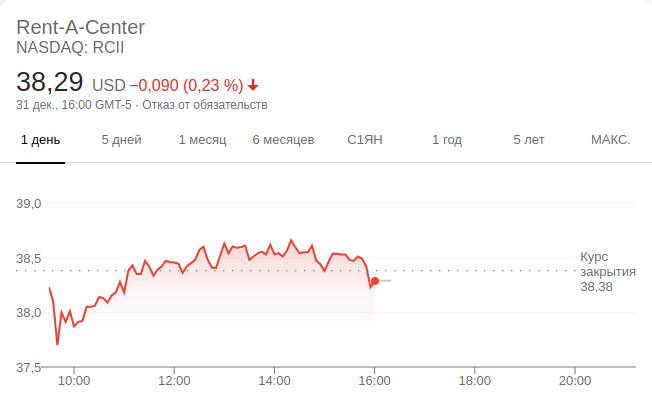 Rent-A-Center
NASDAQ: RCII
38,29 USD −0,090 (0,23 %)
31 дек., 16:00 GMT-5 · Отказ от обязательств
1 день 5 дней 1 месяц 6 месяцев С1ЯН 1 год 5 лет МАКС.
39,0
38,5
Курс
закрытия
38,38
38,0
37,5
10:00 12:00 14:00 16:00 18:00 20:00